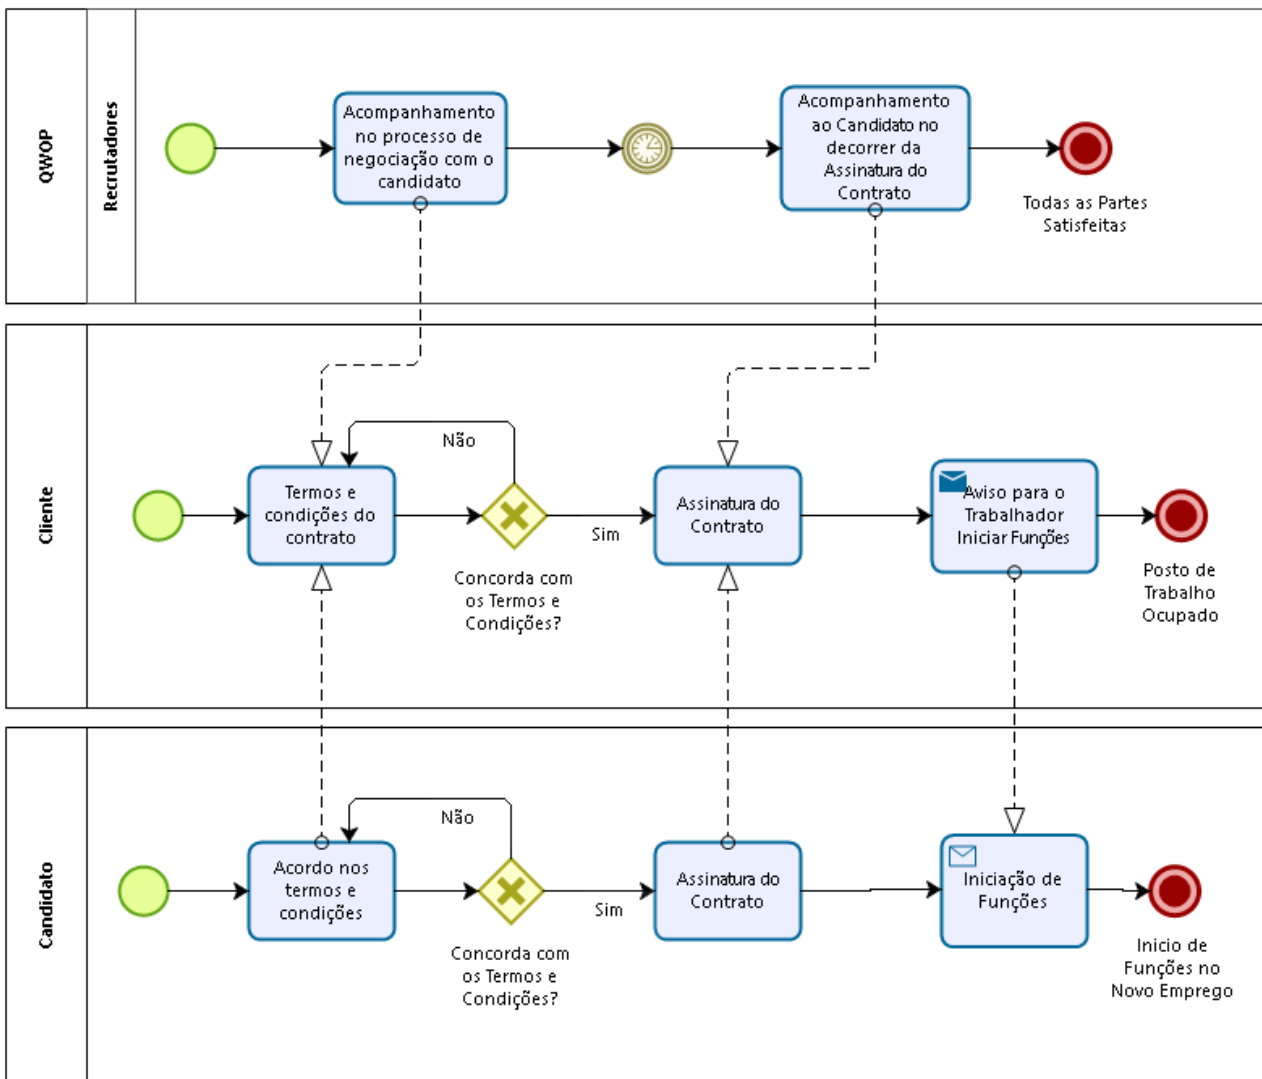 QWOP
Recrutadores
Acompanhamento
no processo de
negociação com o
candidato
Acompanhamento
ao Candidato no
decorrer da
Assinatura do
Contrato
Todas as Partes
Satisfeitas
Cliente
Termos e
condições do
contrato
Não
Concorda com
os Termos e
Condições?
Sim
Assinatura do
Contrato
Aviso para o
Trabalhador
Iniciar Funções
Posto de
Trabalho
Ocupado
Candidato
Acordo nos
termos e
condições
Não
Concorda com
os Termos e
Condições?
Sim
Assinatura do
Contrato
Iniciação de
Funções
Inicio de
Funções no
Novo Emprego